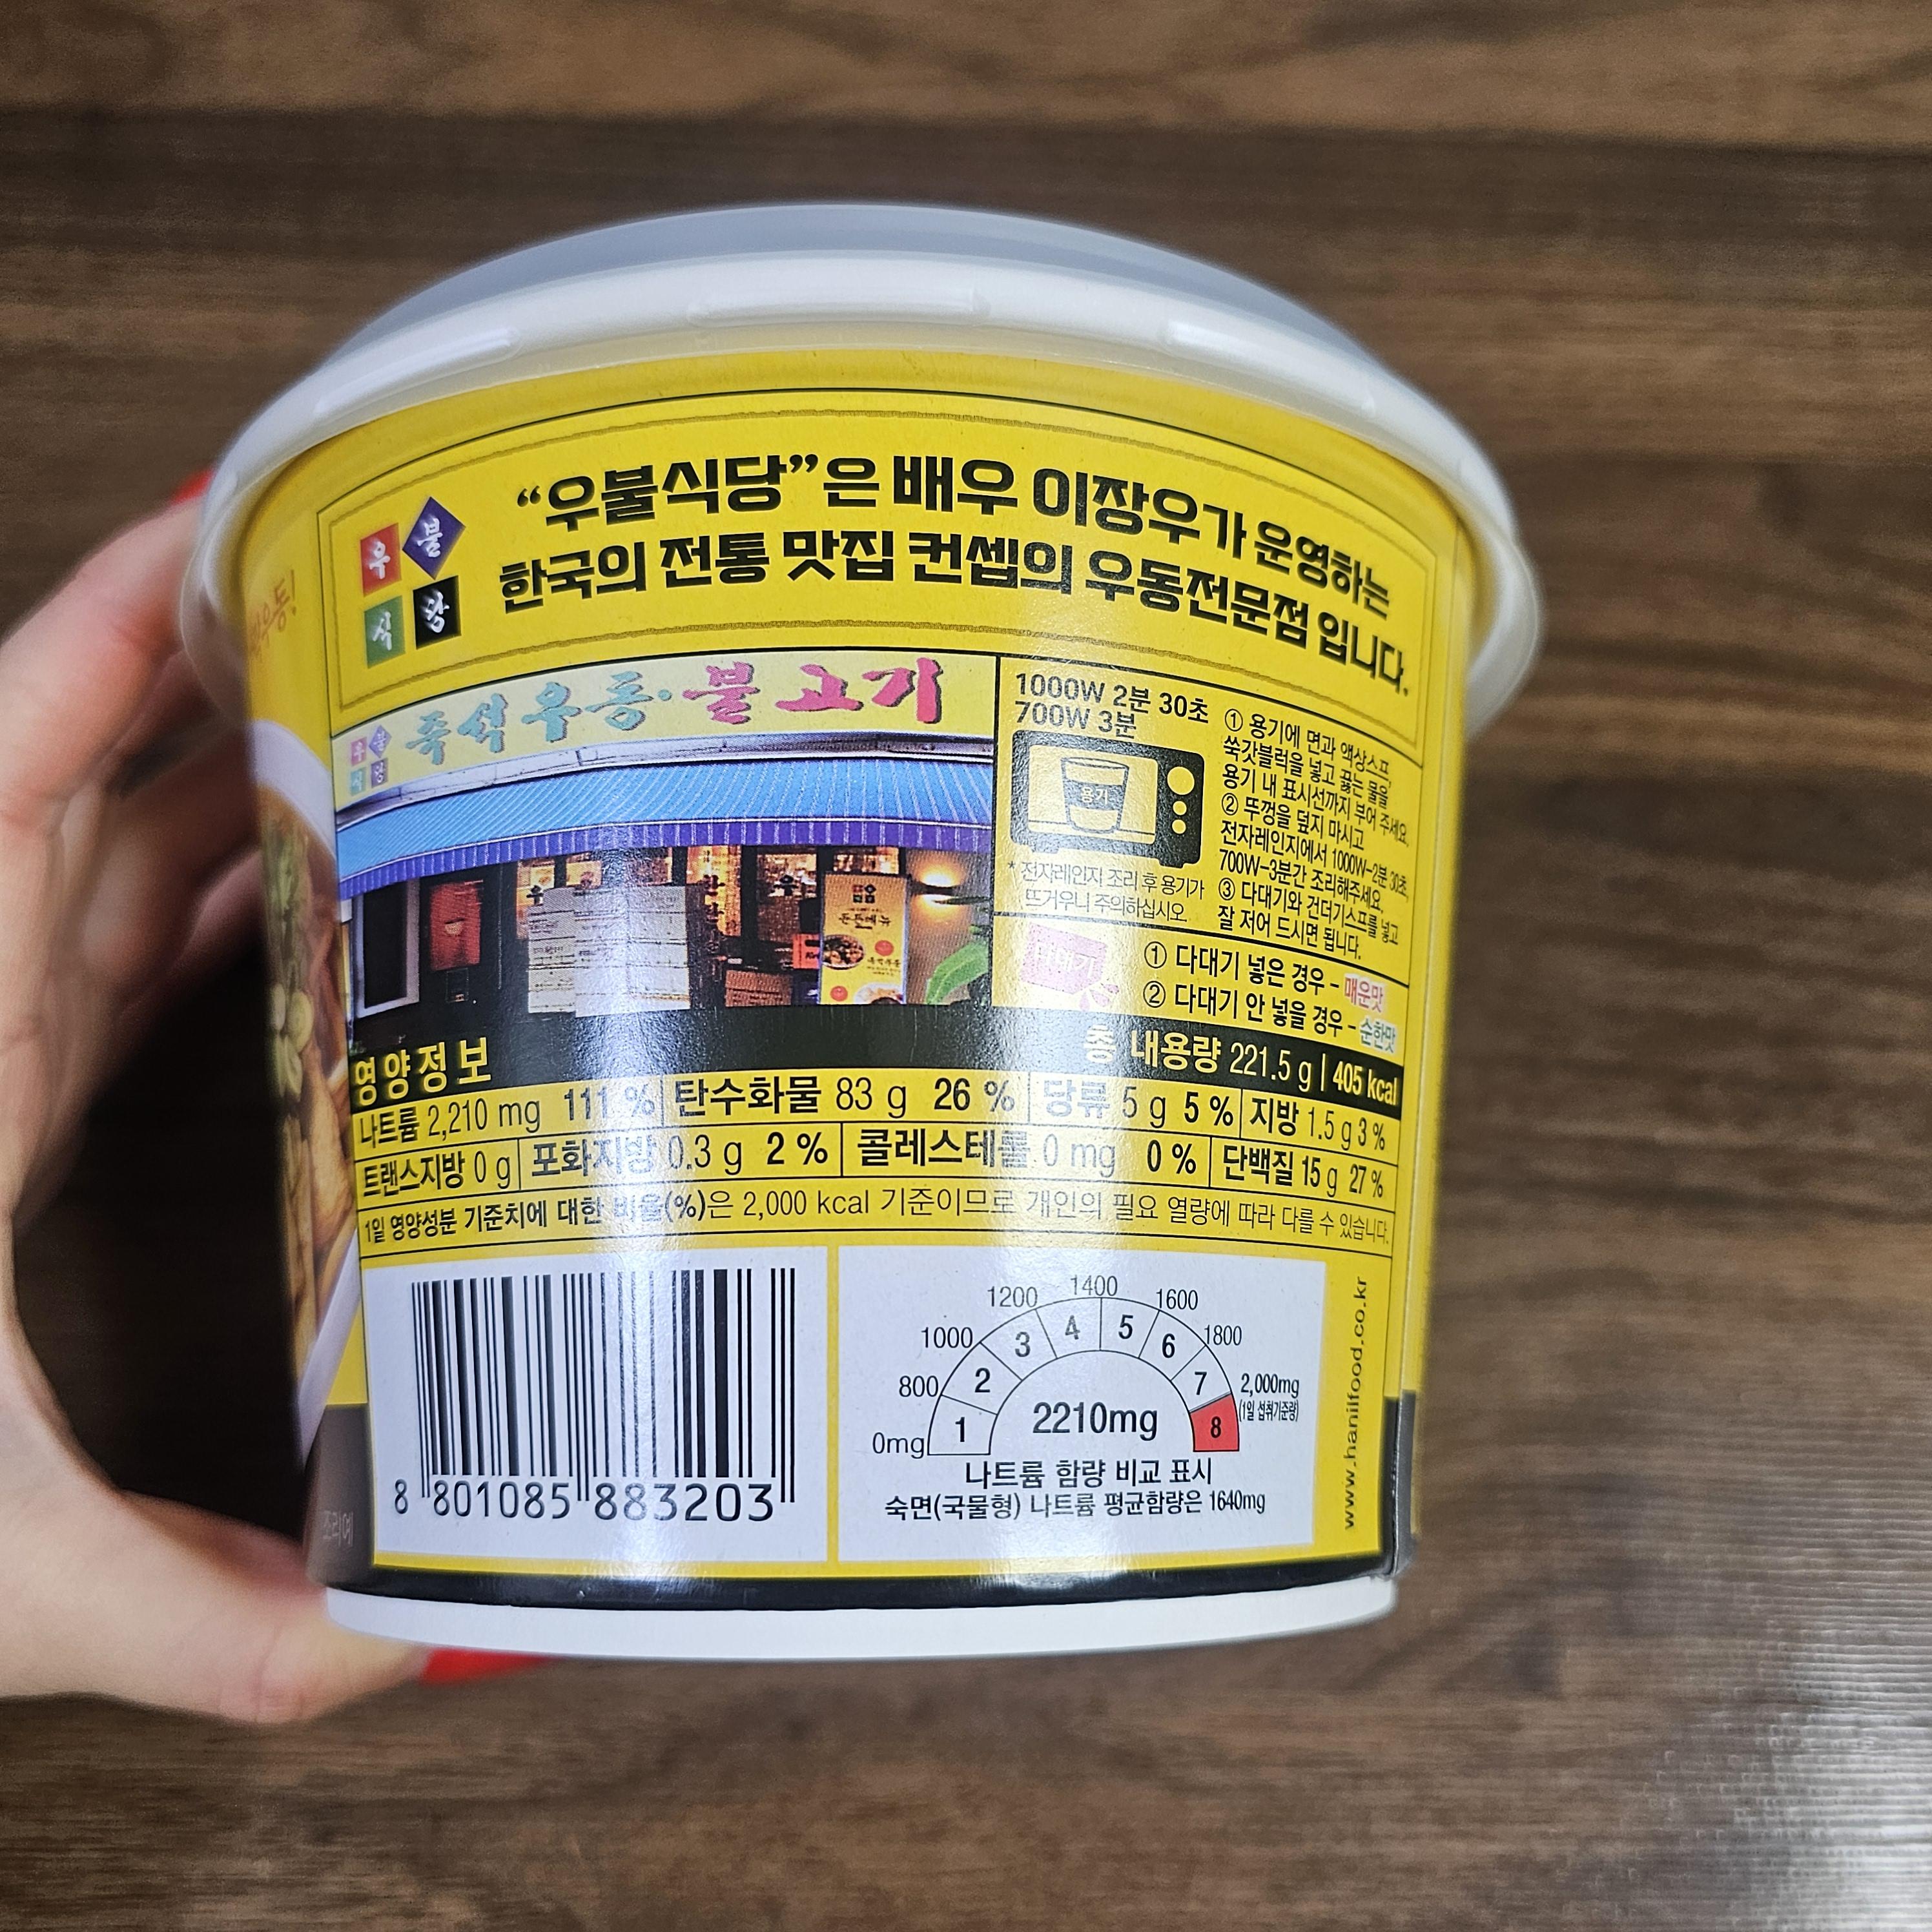 우동!
우불
식당
“우불식당”은 배우 이장우가 운영하는
한국의 전통 맛집 컨셉의 우동전문점 입니다.
우불
식당
즉석우동·불고기
1000W 2분 30초
700W 3분
용기
* 전자레인지 조리 후 용기가
뜨거우니 주의하십시오.
① 용기에 면과 액상스프,
쑥갓블럭을 넣고 끓는 물을
용기 내 표시선까지 부어 주세요.
② 뚜껑을 덮지 마시고
전자레인지에서 1000W-2분 30초,
700W-3분간 조리해주세요.
③ 다대기와 건더기스프를 넣고
잘 저어 드시면 됩니다.
다대기
① 다대기 넣은 경우 - 매운맛
② 다대기 안 넣을 경우 - 순한맛
영양정보
총 내용량 221.5 g | 405 kcal
나트륨 2,210 mg 111 % 탄수화물 83 g 26 % 당류 5 g 5 % 지방 1.5 g 3 %
트랜스지방 0 g 포화지방 0.3 g 2 % 콜레스테롤 0 mg 0 % 단백질 15 g 27 %
1일 영양성분 기준치에 대한 비율(%)은 2,000 kcal 기준이므로 개인의 필요 열량에 따라 다를 수 있습니다.
8 801085 883203
0mg 800 1000 1200 1400 1600 1800 2,000mg
(1일 섭취기준량)
1 2 3 4 5 6 7 8
2210mg
나트륨 함량 비교 표시
숙면(국물형) 나트륨 평균함량은 1640mg
www.hanilfood.co.kr
조리예